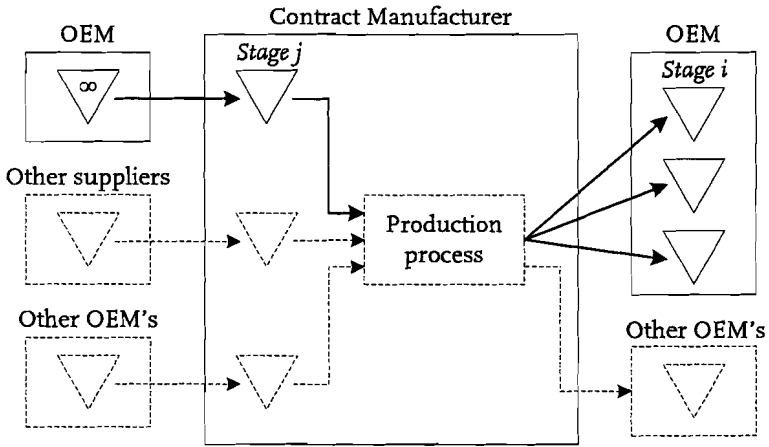 Contract Manufacturer
OEM
OEM
Stage j
Stage i
∞
Other suppliers
Production
process
Other OEM's
Other OEM's